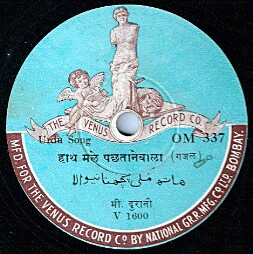 THE VENUS RECORD CO.
Urdu Song OM 337
हाथ मेल पछतानेवाला (गजल)
ہاتھ ملے پچھتانیوالا
मी. दुरानी
V 1600
MFD. FOR THE VENUS RECORD CO BY NATIONAL GR.R.MFG. CO. LD. BOMBAY.